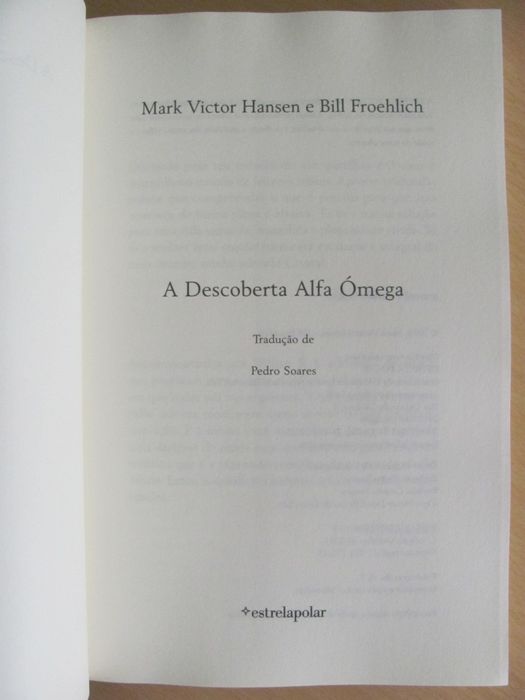 Mark Victor Hansen e Bill Froehlich
A Descoberta Alfa Ómega
Tradução de
Pedro Soares
estrelapolar